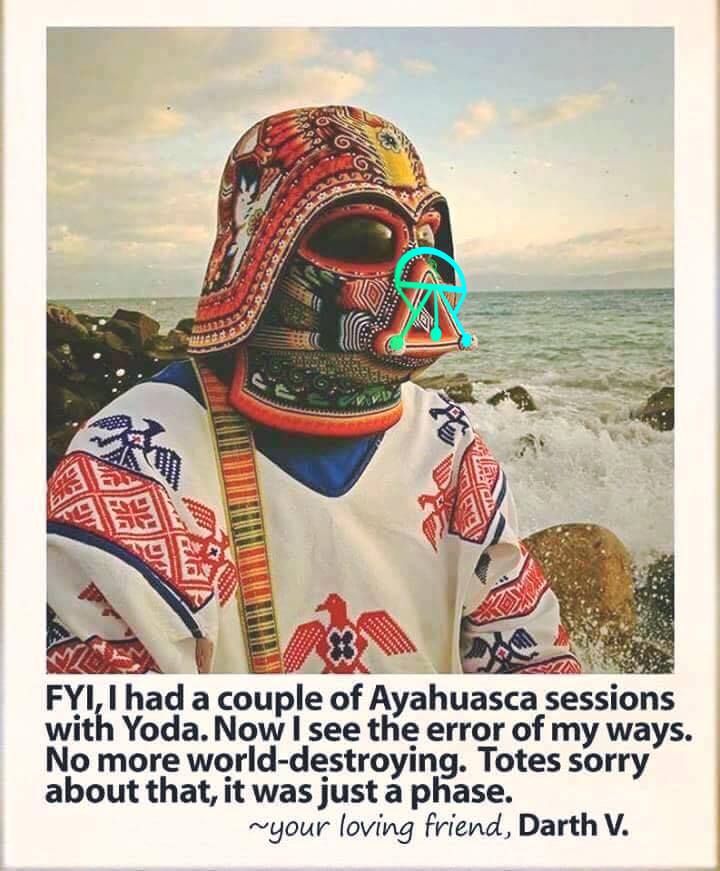 FYI, I had a couple of Ayahuasca sessions
with Yoda. Now I see the error of my ways.
No more world-destroying. Totes sorry
about that, it was just a phase.
~your loving friend, Darth V.